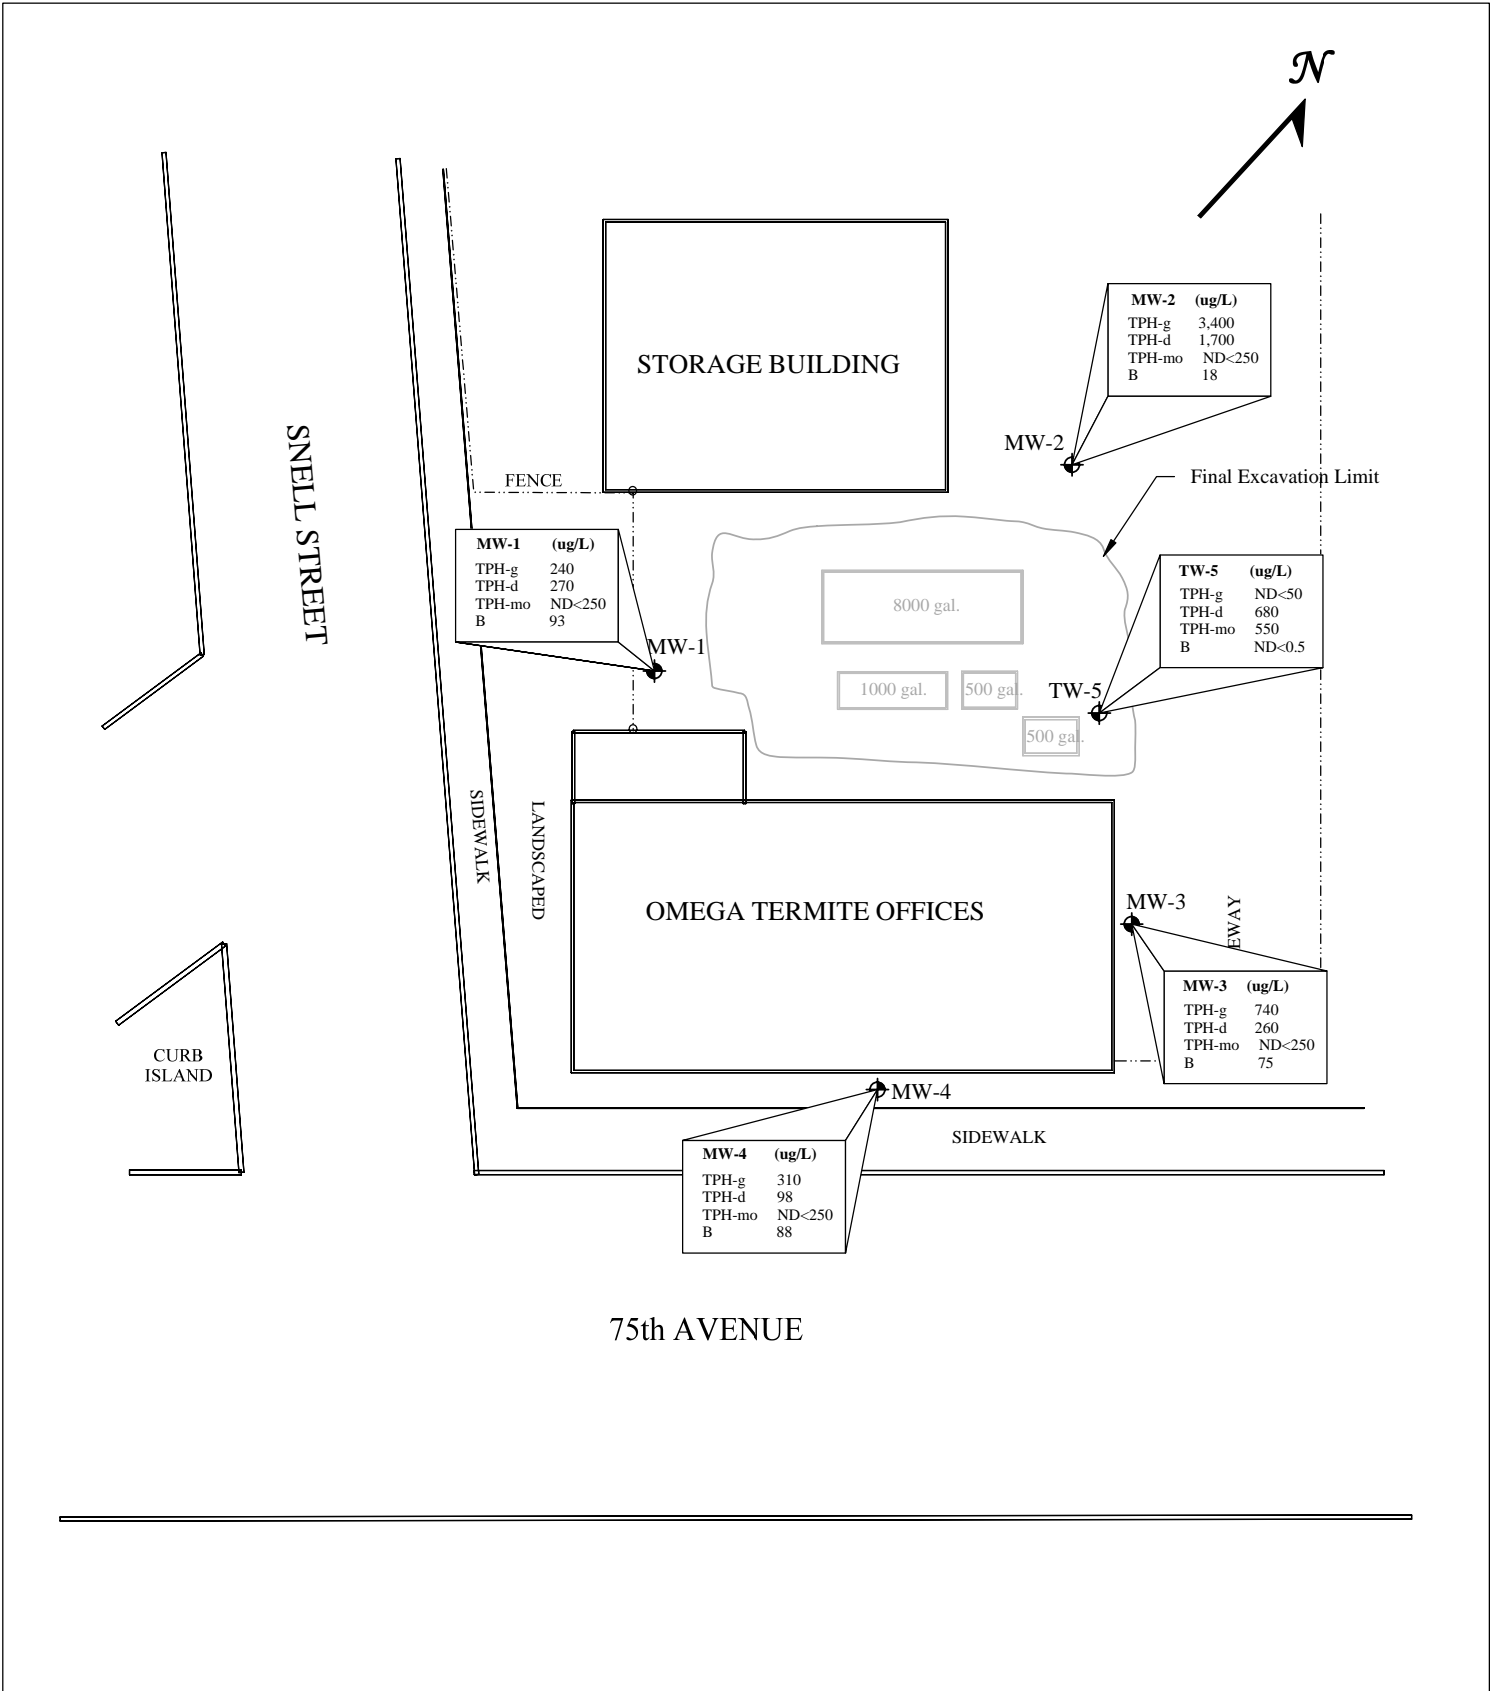 N
MW-2 (ug/L)
TPH-g 3,400
TPH-d 1,700
TPH-mo ND<250
B 18
STORAGE BUILDING
MW-2
Final Excavation Limit
SNELL STREET
FENCE
MW-1 (ug/L)
TPH-g 240
TPH-d 270
TPH-mo ND<250
B 93
MW-1
8000 gal.
1000 gal.
500 gal.
500 gal.
TW-5
TW-5 (ug/L)
TPH-g ND<50
TPH-d 680
TPH-mo 550
B ND<0.5
SIDEWALK
LANDSCAPED
OMEGA TERMITE OFFICES
MW-3
EWAY
MW-3 (ug/L)
TPH-g 740
TPH-d 260
TPH-mo ND<250
B 75
CURB
ISLAND
MW-4
SIDEWALK
MW-4 (ug/L)
TPH-g 310
TPH-d 98
TPH-mo ND<250
B 88
75th AVENUE